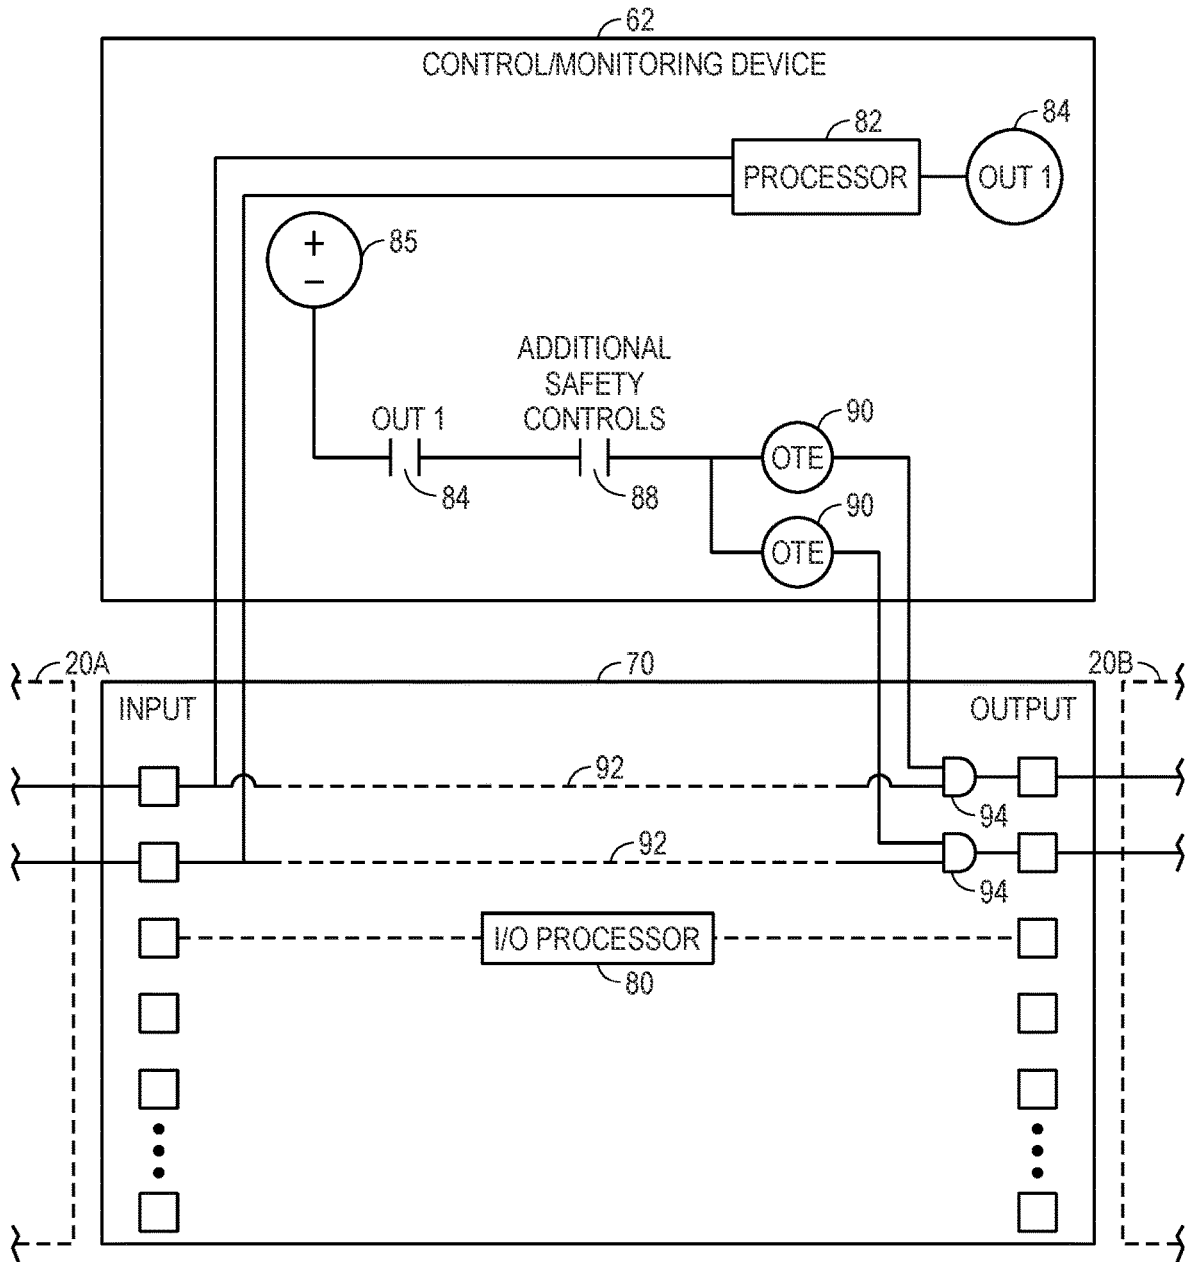 62
CONTROL/MONITORING DEVICE
82
84
PROCESSOR
OUT 1
+
−
85
ADDITIONAL
SAFETY
CONTROLS
OUT 1
90
OTE
84
88
90
OTE
20A
70
20B
INPUT
OUTPUT
92
94
92
94
I/O PROCESSOR
80